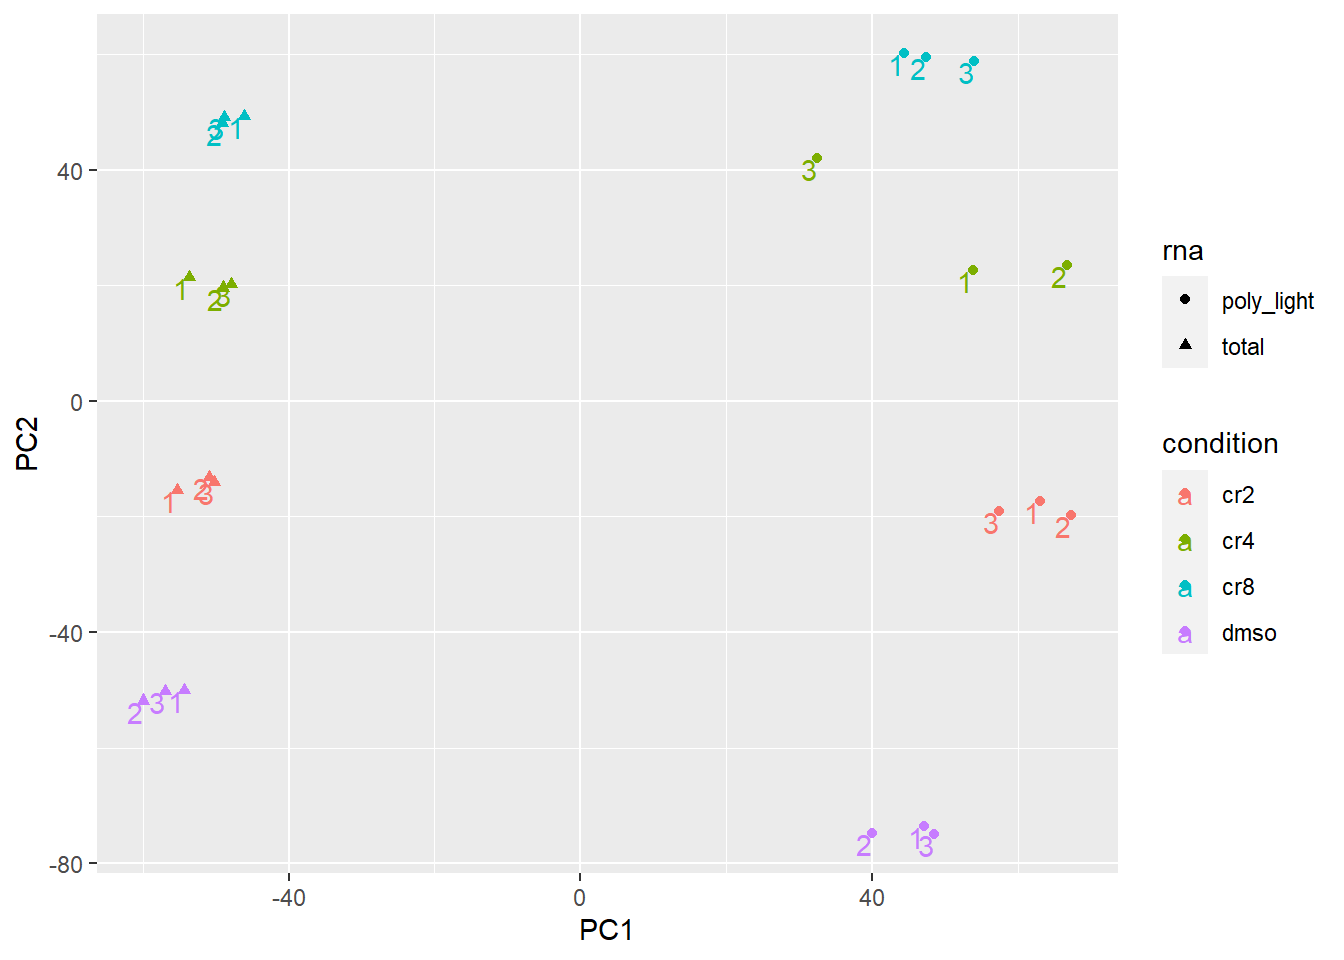 1 2 3
3 2 1
40
3
1 2 3
1 2
rna
poly_light
total
PC2
0
condition
1 2 3
3 1 2
a cr2
a cr4
a cr8
a dmso
-40
2 3 1
2 1 3
-80
-40 0 40
PC1